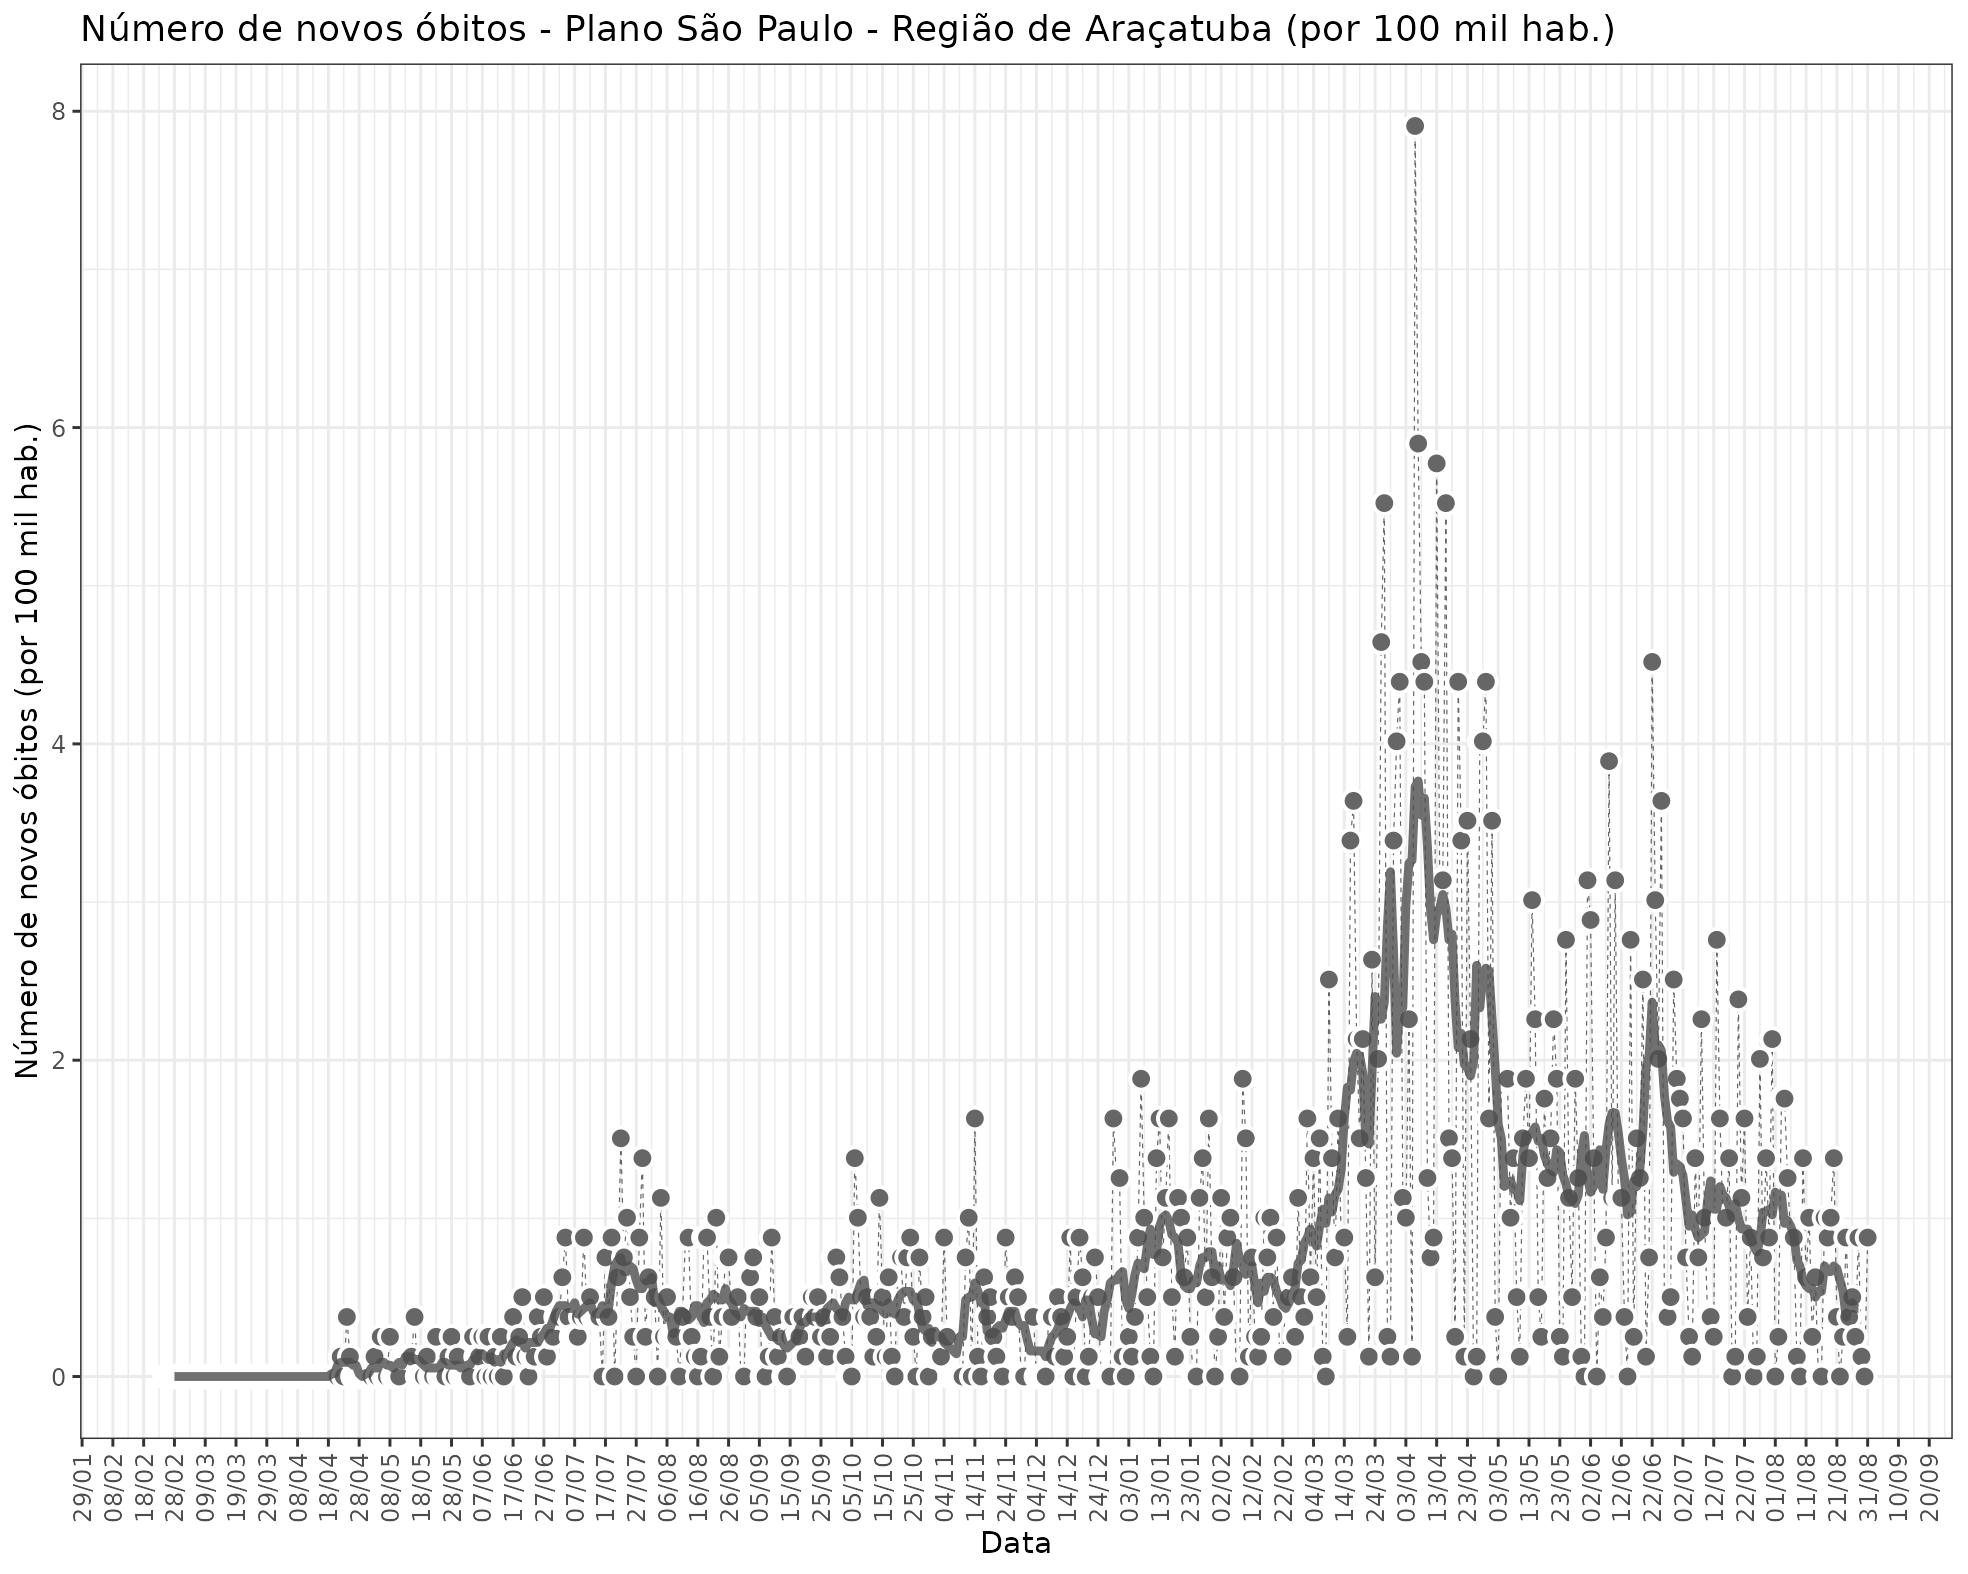 Número de novos óbitos - Plano São Paulo - Região de Araçatuba (por 100 mil hab.)
Número de novos óbitos (por 100 mil hab.)
8
6
4
2
0
29/01 08/02 18/02 28/02 09/03 19/03 29/03 08/04 18/04 28/04 08/05 18/05 28/05 07/06 17/06 27/06 07/07 17/07 27/07 06/08 16/08 26/08 05/09 15/09 25/09 05/10 15/10 25/10 04/11 14/11 24/11 04/12 14/12 24/12 03/01 13/01 23/01 02/02 12/02 22/02 04/03 14/03 24/03 03/04 13/04 23/04 03/05 13/05 23/05 02/06 12/06 22/06 02/07 12/07 22/07 01/08 11/08 21/08 31/08 10/09 20/09
Data